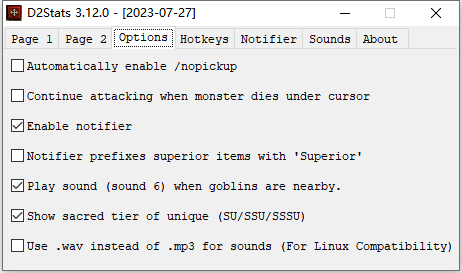 D2Stats 3.12.0 - [2023-07-27]
Page 1 Page 2 Options Hotkeys Notifier Sounds About
Automatically enable /nopickup
Continue attacking when monster dies under cursor
Enable notifier
Notifier prefixes superior items with 'Superior'
Play sound (sound 6) when goblins are nearby.
Show sacred tier of unique (SU/SSU/SSSU)
Use .wav instead of .mp3 for sounds (For Linux Compatibility)